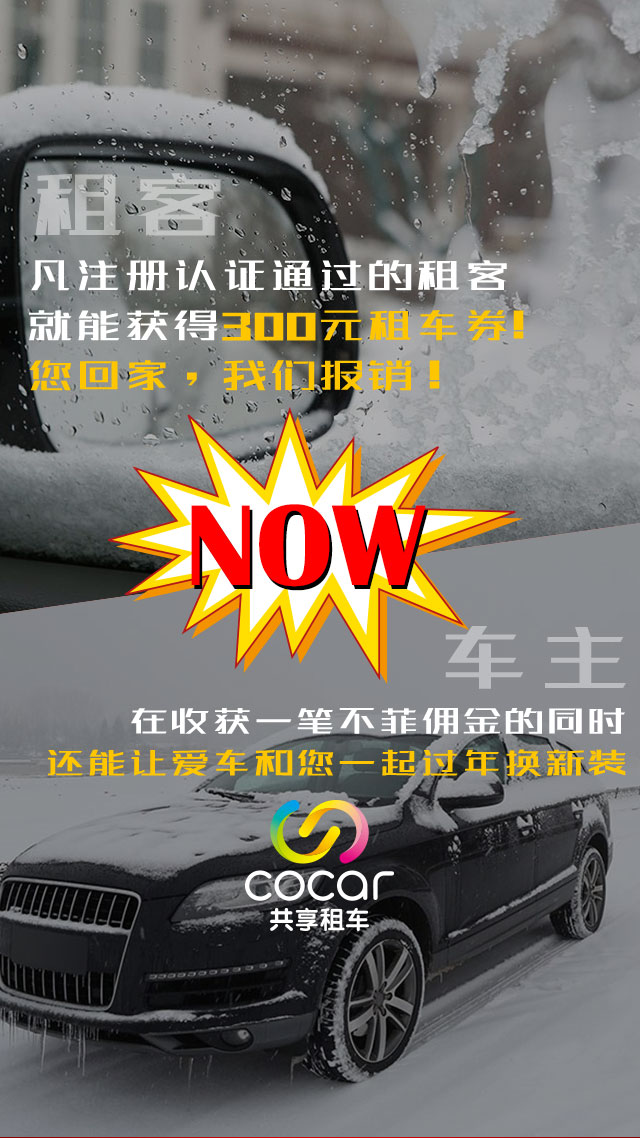 租客
凡注册认证通过的租客
就能获得300元租车券!
您回家，我们报销！
NOW
车主
在收获一笔不菲佣金的同时
还能让爱车和您一起过年换新装
cocar
共享租车